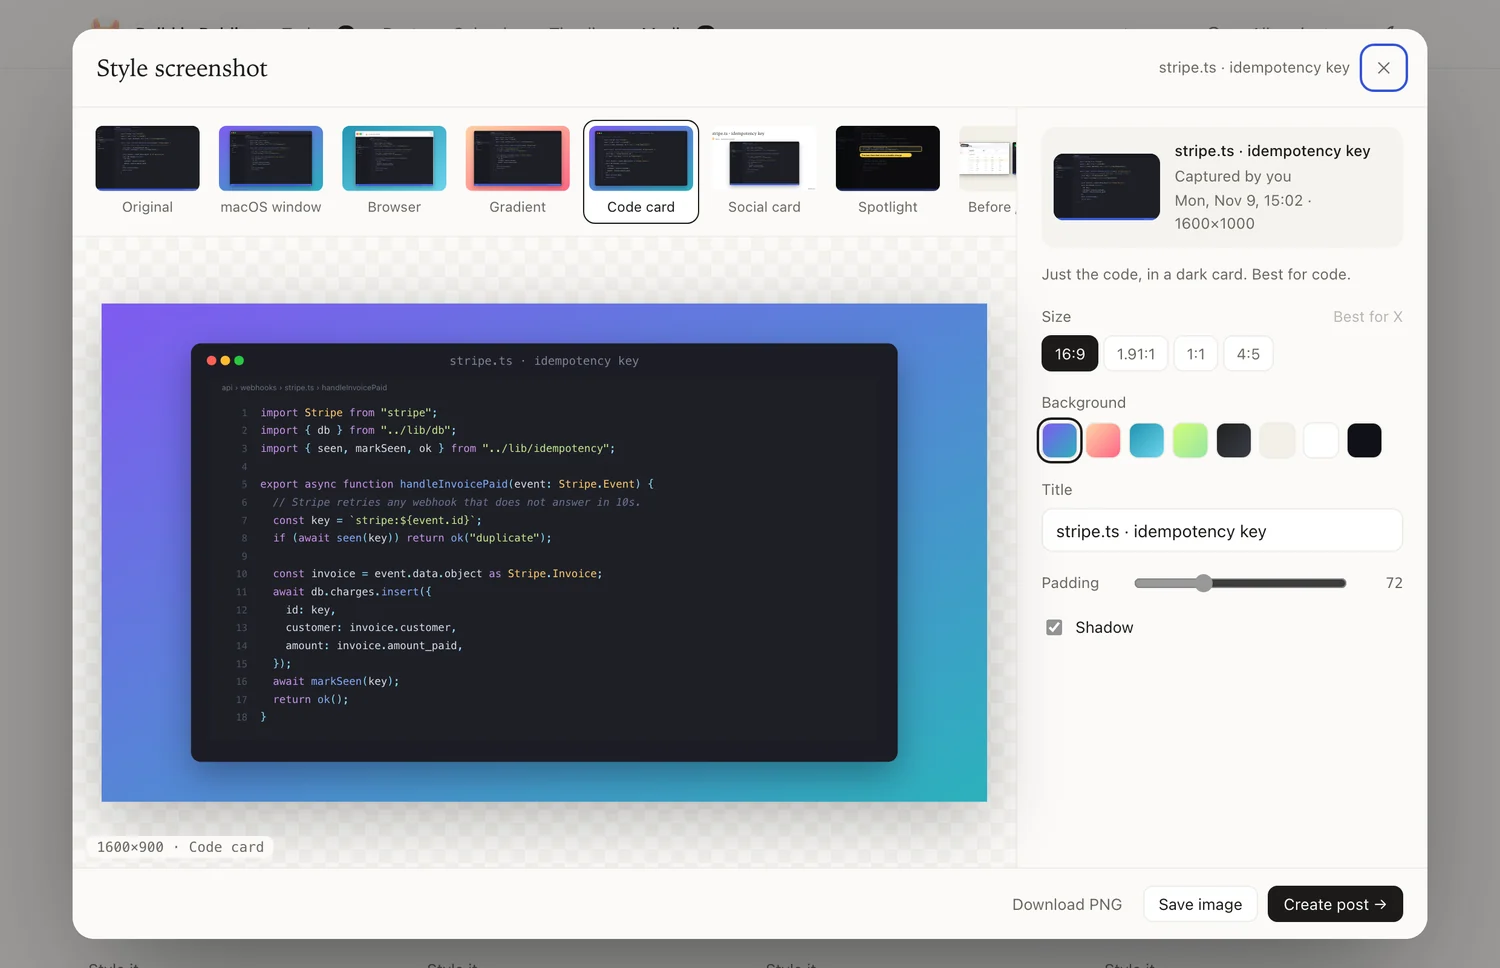 Style screenshot
stripe.ts · idempotency key
Original
macOS window
Browser
Gradient
Code card
Social card
Spotlight
Before
stripe.ts · idempotency key
Captured by you
Mon, Nov 9, 15:02 ·
1600×1000
Just the code, in a dark card. Best for code.
Size
Best for X
16:9
1.91:1
1:1
4:5
Background
Title
stripe.ts · idempotency key
Padding
72
Shadow
stripe.ts · idempotency key
api › webhooks › stripe.ts › handleInvoicePaid
1 import Stripe from "stripe";
2 import { db } from "../lib/db";
3 import { seen, markSeen, ok } from "../lib/idempotency";
4
5 export async function handleInvoicePaid(event: Stripe.Event) {
6 // Stripe retries any webhook that does not answer in 10s.
7 const key = `stripe:${event.id}`;
8 if (await seen(key)) return ok("duplicate");
9
10 const invoice = event.data.object as Stripe.Invoice;
11 await db.charges.insert({
12 id: key,
13 customer: invoice.customer,
14 amount: invoice.amount_paid,
15 });
16 await markSeen(key);
17 return ok();
18 }
1600×900 · Code card
Download PNG
Save image
Create post →